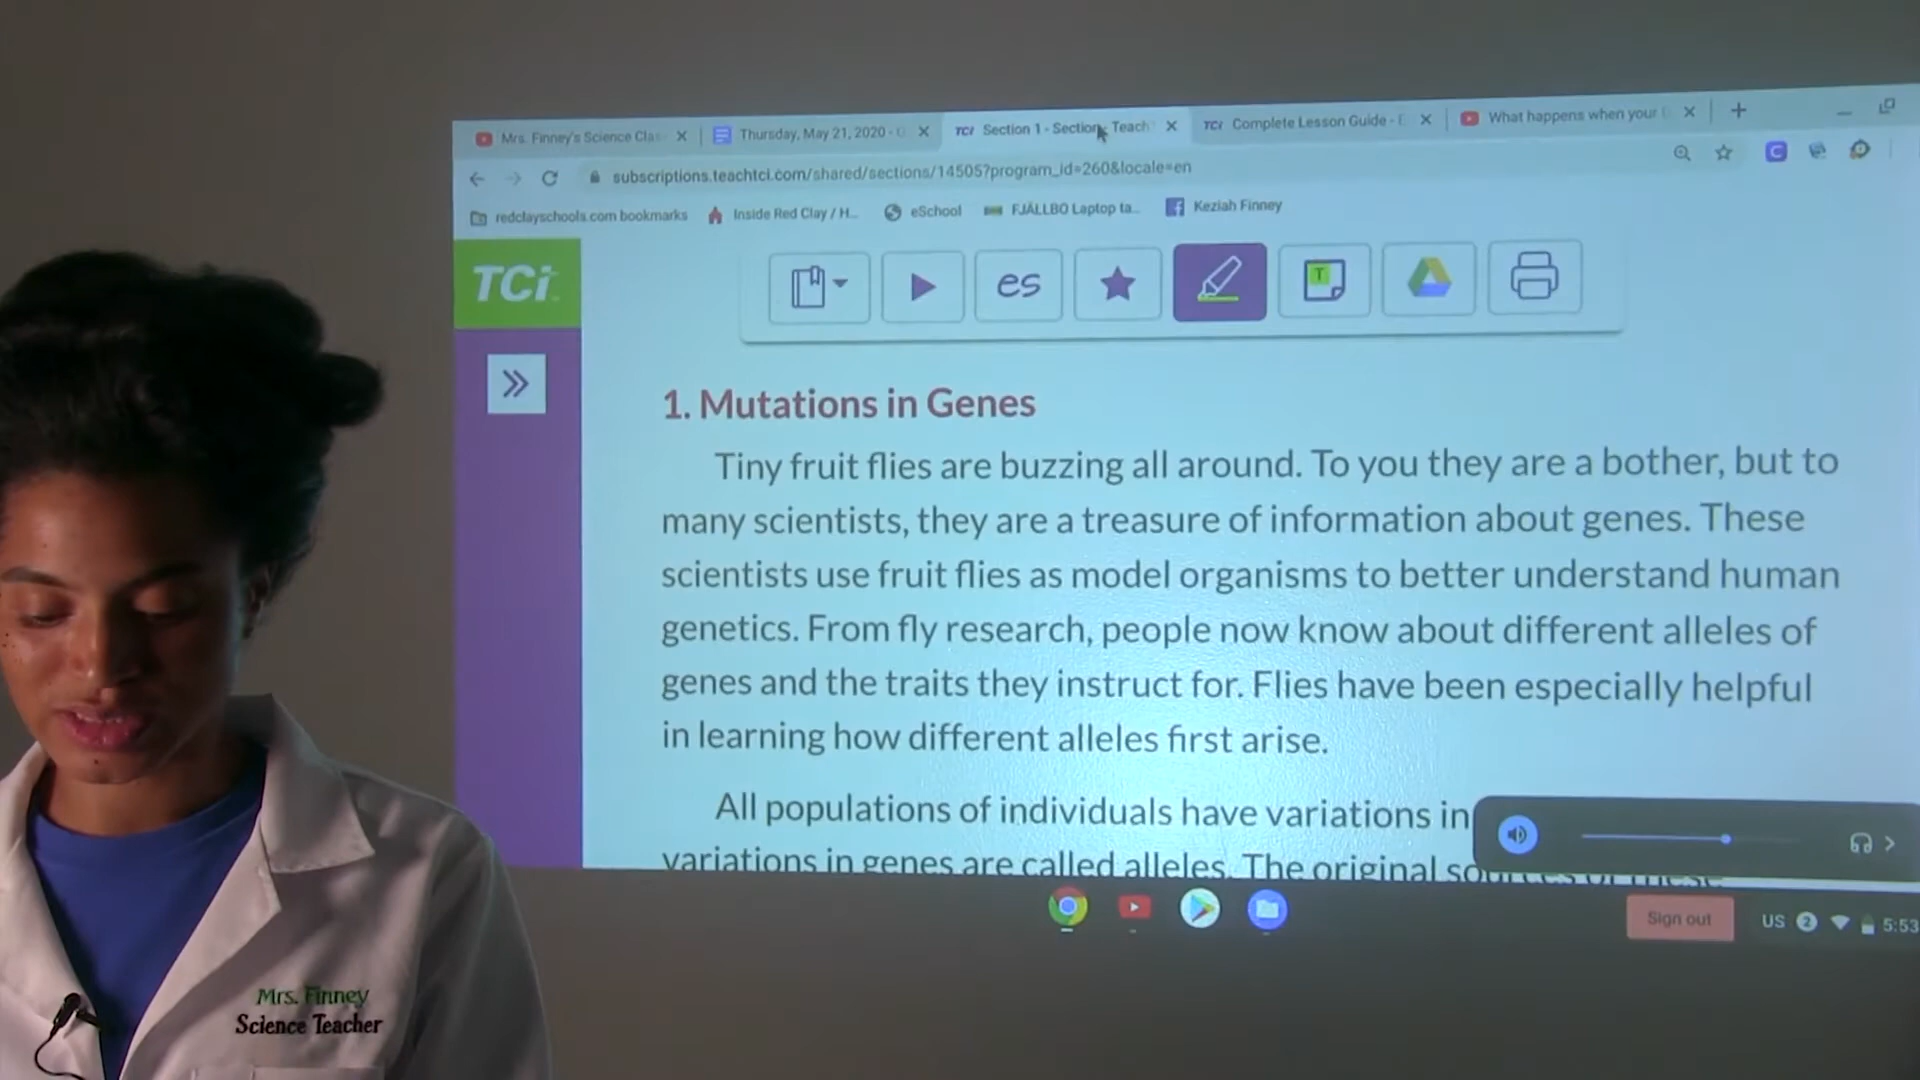 Mrs. Finney's Science Clas
Thursday, May 21, 2020 - G
TCi Section 1 - Section Teach
TCi Complete Lesson Guide - E
What happens when your
subscriptions.teachtci.com/shared/sections/14505?program_id=260&locale=en
redclayschools.com bookmarks
Inside Red Clay / H...
eSchool
FJÄLLBO Laptop ta...
Keziah Finney
TCi
es
T
1. Mutations in Genes
Tiny fruit flies are buzzing all around. To you they are a bother, but to
many scientists, they are a treasure of information about genes. These
scientists use fruit flies as model organisms to better understand human
genetics. From fly research, people now know about different alleles of
genes and the traits they instruct for. Flies have been especially helpful
in learning how different alleles first arise.
All populations of individuals have variations in
variations in genes are called alleles. The original sources of these
Sign out
US
2
5:53
Mrs. Finney
Science Teacher